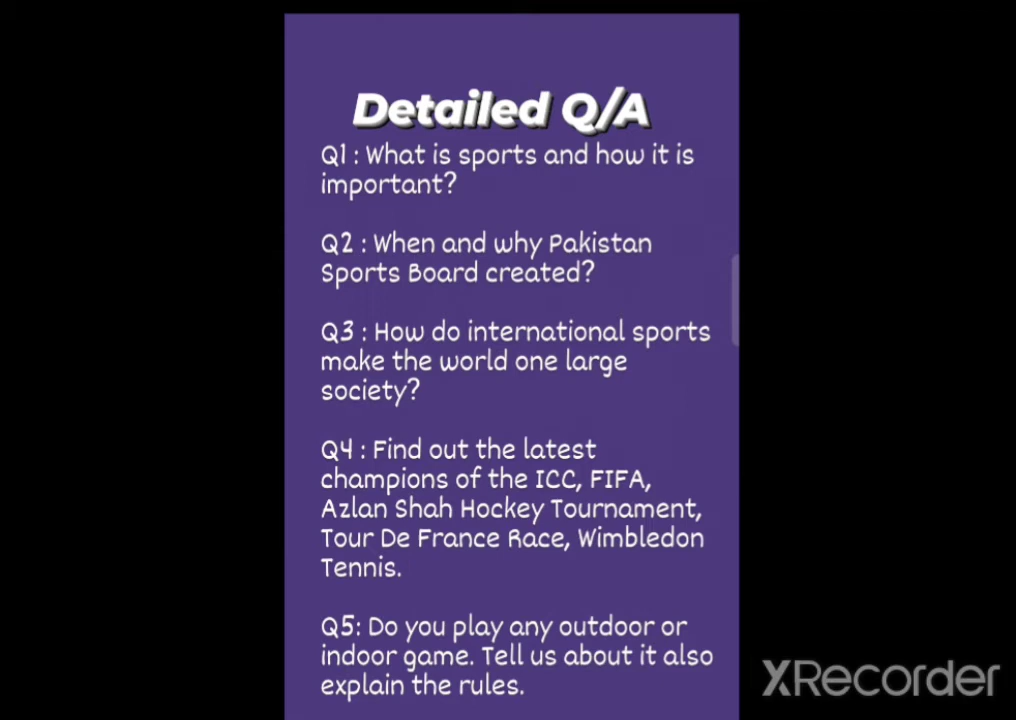 Detailed Q/A
Q1 : What is sports and how it is
important?
Q2 : When and why Pakistan
Sports Board created?
Q3 : How do international sports
make the world one large
society?
Q4 : Find out the latest
champions of the ICC, FIFA,
Azlan Shah Hockey Tournament,
Tour De France Race, Wimbledon
Tennis.
Q5: Do you play any outdoor or
indoor game. Tell us about it also
explain the rules.
XRecorder